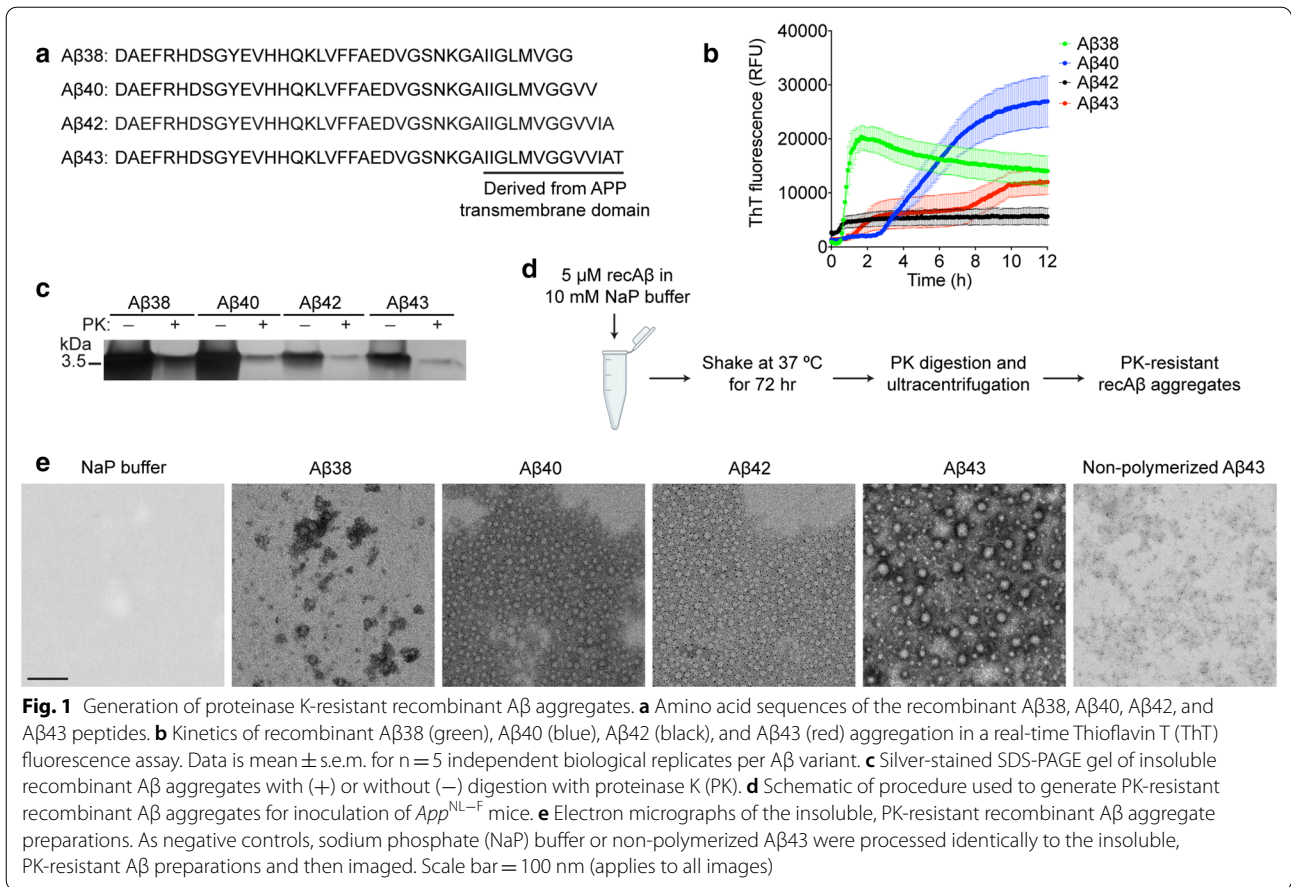 a
Aβ38: DAEFRHDSGYEVHHQKLVFFAEDVGSNKGAIIGLMVGG
Aβ40: DAEFRHDSGYEVHHQKLVFFAEDVGSNKGAIIGLMVGGVV
Aβ42: DAEFRHDSGYEVHHQKLVFFAEDVGSNKGAIIGLMVGGVVIA
Aβ43: DAEFRHDSGYEVHHQKLVFFAEDVGSNKGAIIGLMVGGVVIAT
Derived from APP
transmembrane domain
b
ThT fluorescence (RFU)
40000
30000
20000
10000
0
0 2 4 6 8 10 12
Time (h)
Aβ38
Aβ40
Aβ42
Aβ43
c
Aβ38 Aβ40 Aβ42 Aβ43
PK: – + – + – + – +
kDa
3.5
d
5 µM recAβ in
10 mM NaP buffer
Shake at 37 ºC
for 72 hr
PK digestion and
ultracentrifugation
PK-resistant
recAβ aggregates
e
NaP buffer Aβ38 Aβ40 Aβ42 Aβ43 Non-polymerized Aβ43
Fig. 1 Generation of proteinase K-resistant recombinant Aβ aggregates. a Amino acid sequences of the recombinant Aβ38, Aβ40, Aβ42, and
Aβ43 peptides. b Kinetics of recombinant Aβ38 (green), Aβ40 (blue), Aβ42 (black), and Aβ43 (red) aggregation in a real-time Thioflavin T (ThT)
fluorescence assay. Data is mean ± s.e.m. for n = 5 independent biological replicates per Aβ variant. c Silver-stained SDS-PAGE gel of insoluble
recombinant Aβ aggregates with (+) or without (−) digestion with proteinase K (PK). d Schematic of procedure used to generate PK-resistant
recombinant Aβ aggregates for inoculation of App^NL−F mice. e Electron micrographs of the insoluble, PK-resistant recombinant Aβ aggregate
preparations. As negative controls, sodium phosphate (NaP) buffer or non-polymerized Aβ43 were processed identically to the insoluble,
PK-resistant Aβ preparations and then imaged. Scale bar = 100 nm (applies to all images)